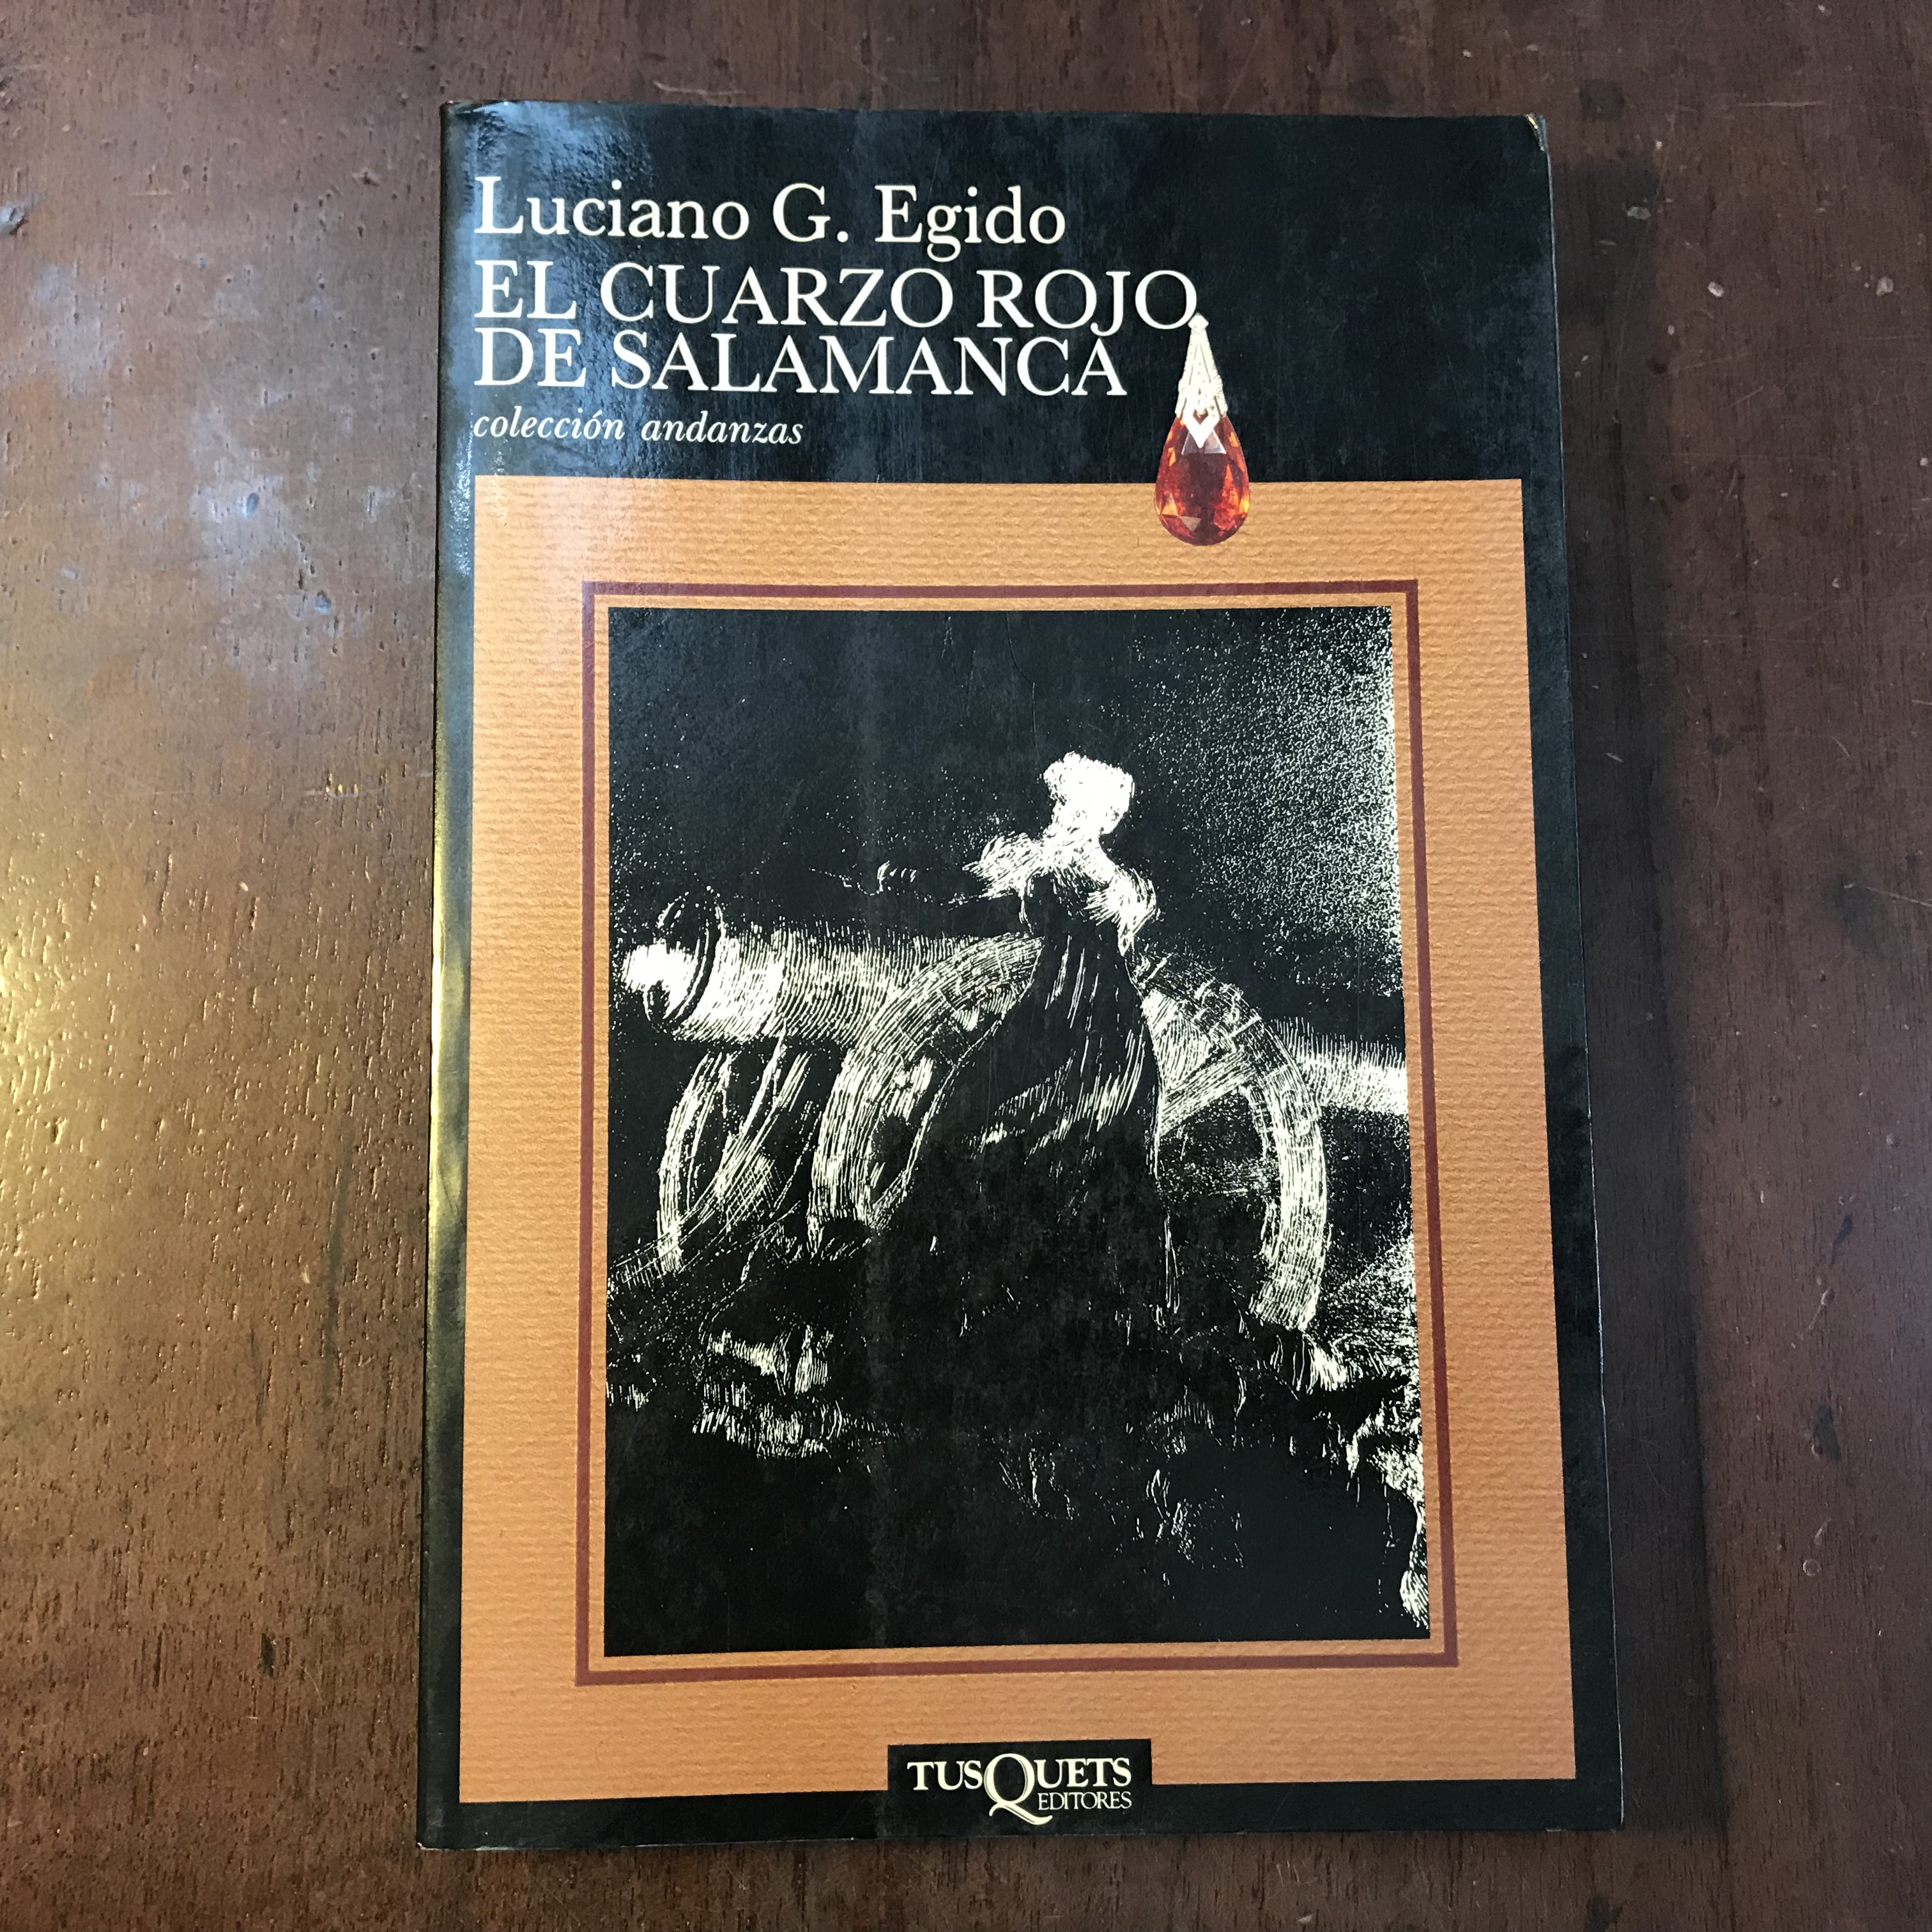 Luciano G. Egido
EL CUARZO ROJO
DE SALAMANCA
colección andanzas
TUSQUETS
EDITORES